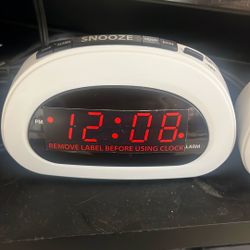 SNOOZE
PM
12:08
REMOVE LABEL BEFORE USING CLOCK
ALARM